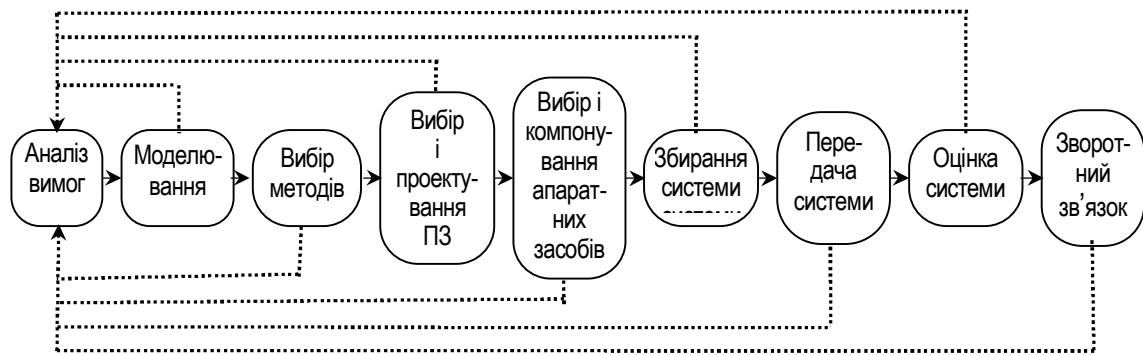 Аналіз
вимог
Моделю-
вання
Вибір
методів
Вибір
і
проекту-
вання
ПЗ
Вибір і
компону-
вання
апарат-
них
засобів
Збирання
системи
системи
Пере-
дача
системи
Оцінка
системи
Зворот-
ний
зв’язок